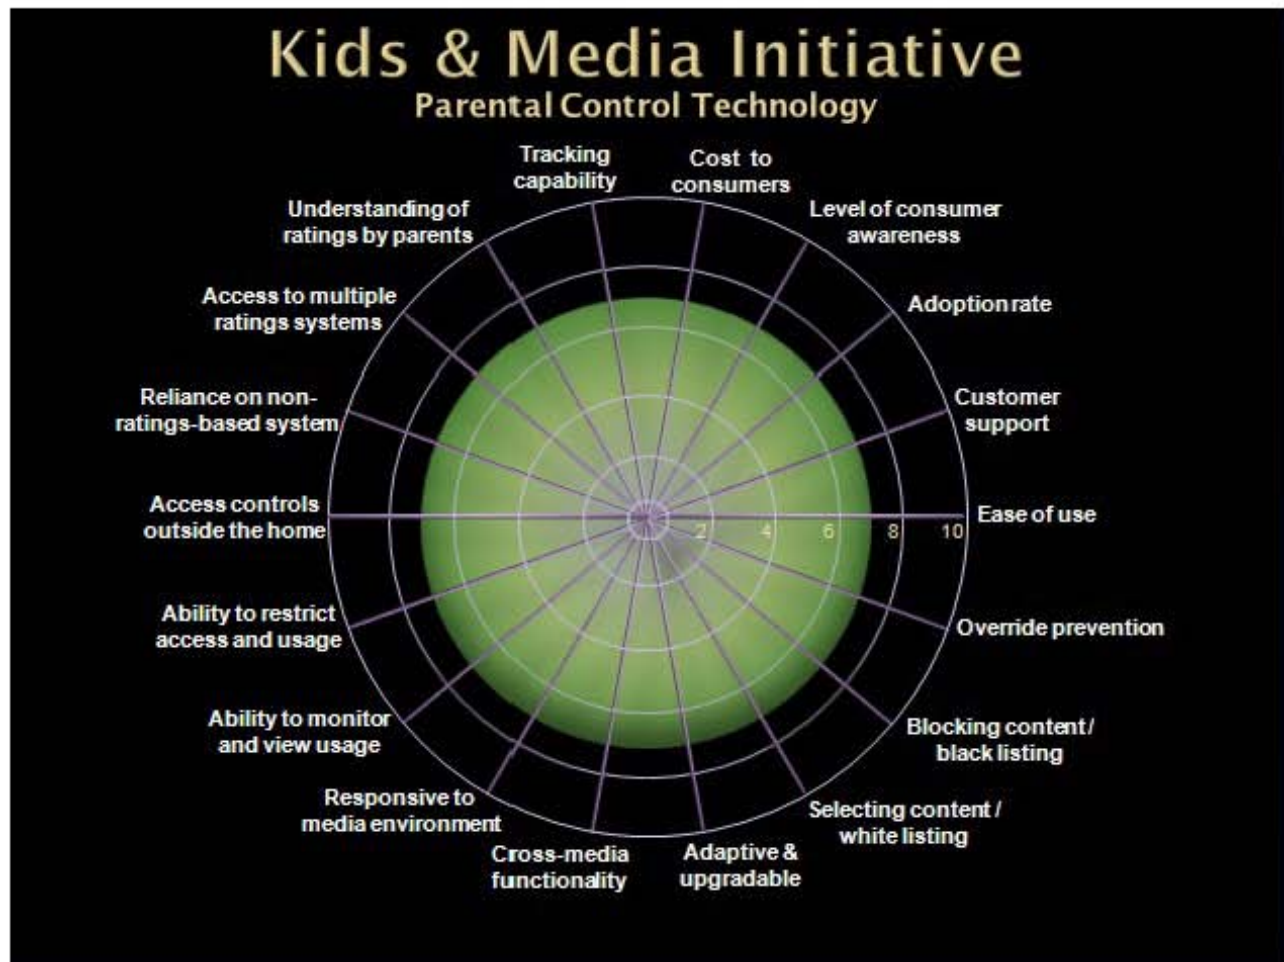 Kids & Media Initiative
Parental Control Technology
Tracking
capability
Cost to
consumers
Level of consumer
awareness
Adoption rate
Customer
support
Ease of use
Override prevention
Blocking content /
black listing
Selecting content /
white listing
Adaptive &
upgradable
Cross-media
functionality
Responsive to
media environment
Ability to monitor
and view usage
Ability to restrict
access and usage
Access controls
outside the home
Reliance on non-
ratings-based system
Access to multiple
ratings systems
Understanding of
ratings by parents
2 4 6 8 10